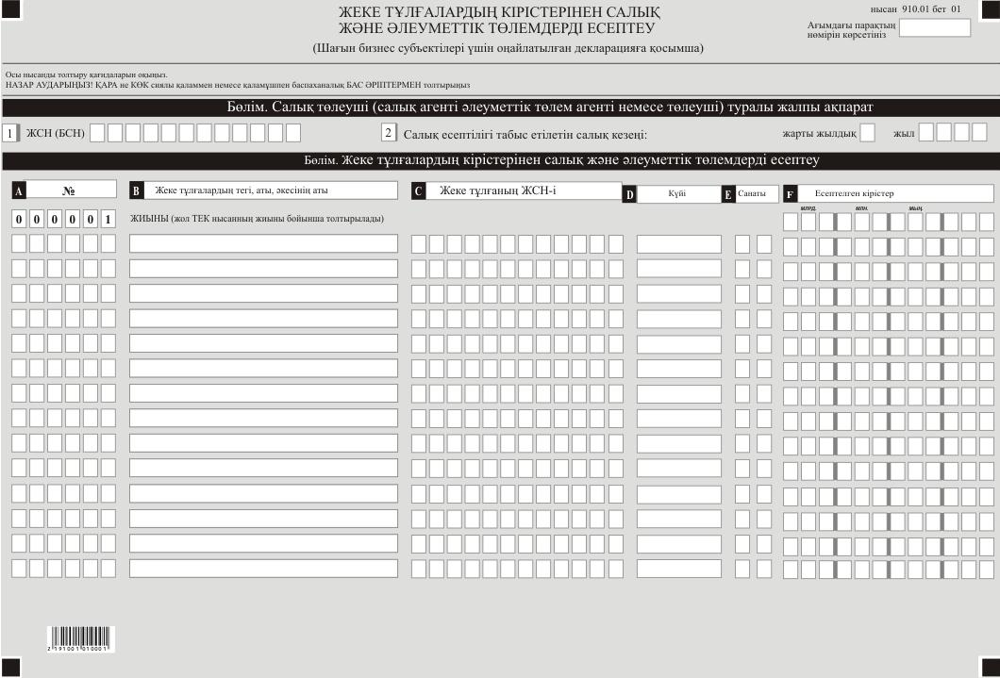 нысан 910.01 бет 01
ЖЕКЕ ТҰЛҒАЛАРДЫҢ КІРІСТЕРІНЕН САЛЫҚ
ЖӘНЕ ӘЛЕУМЕТТІК ТӨЛЕМДЕРДІ ЕСЕПТЕУ
(Шағын бизнес субъектілері үшін оңайлатылған декларацияға қосымша)
Ағымдағы парақтың
нөмірін көрсетіңіз
Осы нысанды толтыру қағидаларын оқыңыз.
НАЗАР АУДАРЫҢЫЗ! ҚАРА не КӨК сиялы қаламмен немесе қаламұшпен баспаханалық БАС ӘРІПТЕРМЕН толтырыңыз
Бөлім. Салық төлеуші (салық агенті әлеуметтік төлем агенті немесе төлеуші) туралы жалпы ақпарат
1 ЖСН (БСН) 2 Салық есептілігі табыс етілетін салық кезеңі: жарты жылдық жыл
Бөлім. Жеке тұлғалардың кірістерінен салық және әлеуметтік төлемдерді есептеу
A № B Жеке тұлғалардың тегі, аты, әкесінің аты C Жеке тұлғаның ЖСН-і D Күйі E Санаты F Есептелген кірістер
млрд. млн. мың.
0 0 0 0 0 1 ЖИЫНЫ (жол ТЕК нысанның жиыны бойынша толтырылады)
2 191001 010001